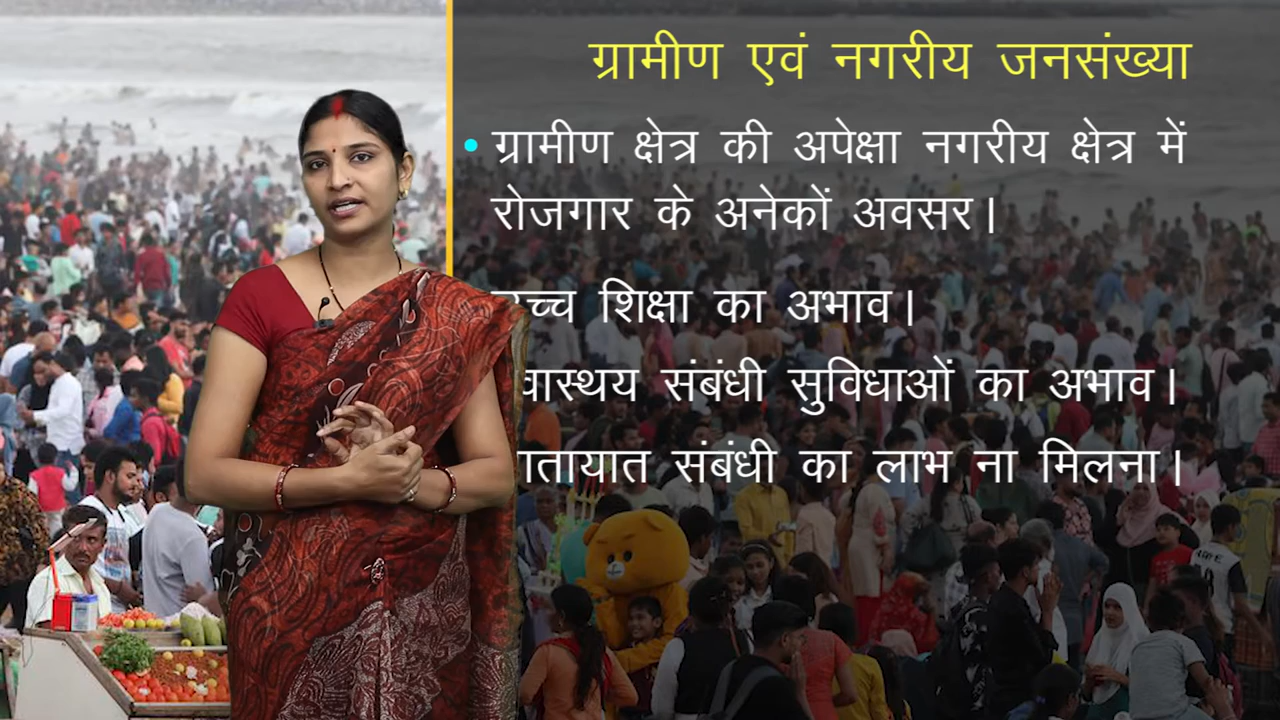 ग्रामीण एवं नगरीय जनसंख्या
• ग्रामीण क्षेत्र की अपेक्षा नगरीय क्षेत्र में
रोजगार के अनेकों अवसर।
शिक्षा का अभाव।
संबंधी सुविधाओं का अभाव।
संबंधी का लाभ ना मिलना।